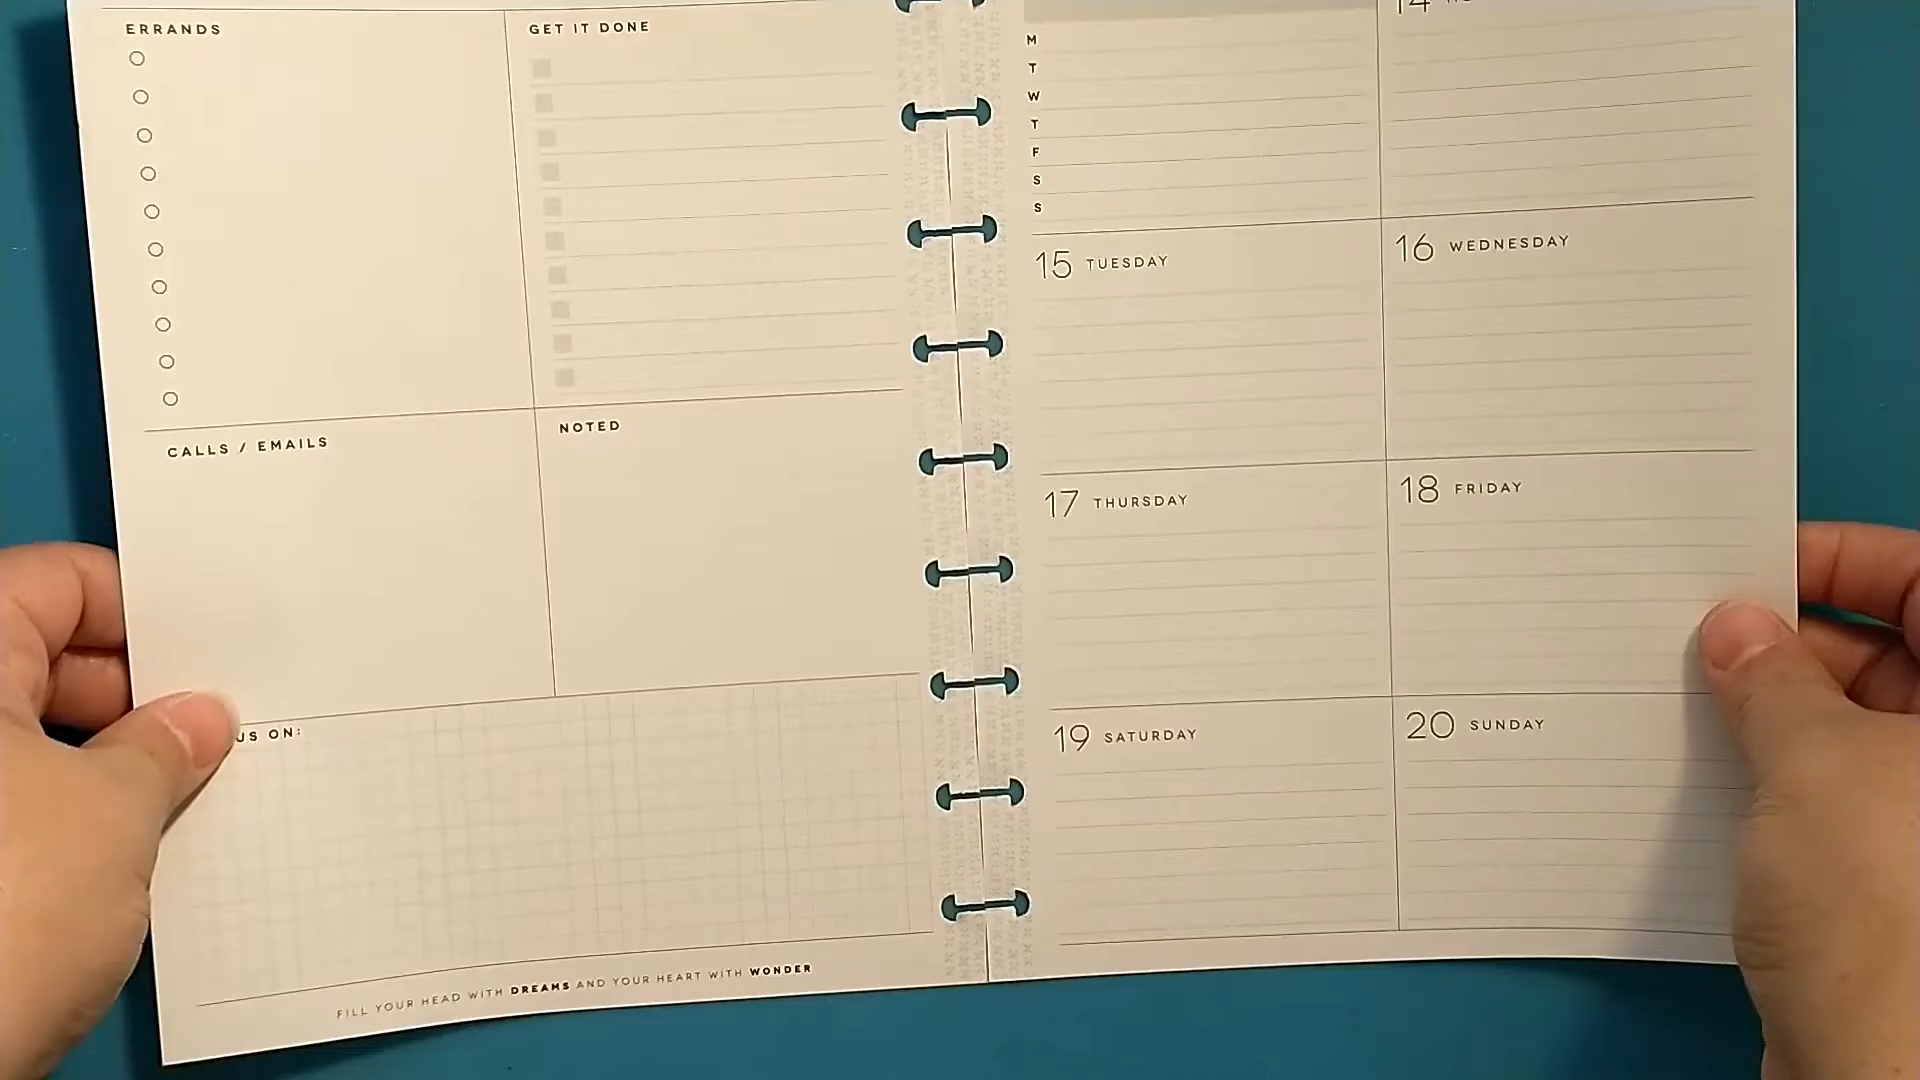 ERRANDS
GET IT DONE
CALLS / EMAILS
NOTED
US ON:
FILL YOUR HEAD WITH DREAMS AND YOUR HEART WITH WONDER
M
T
W
T
F
S
S
14
15 TUESDAY
16 WEDNESDAY
17 THURSDAY
18 FRIDAY
19 SATURDAY
20 SUNDAY